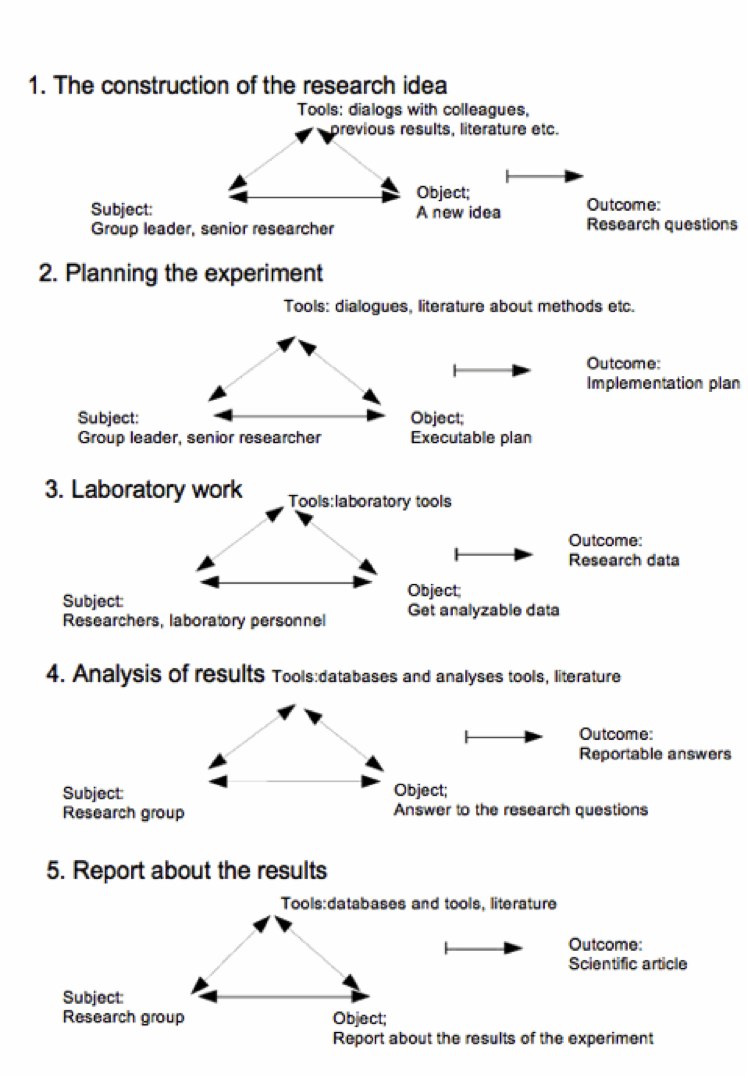 1. The construction of the research idea
Tools: dialogs with colleagues,
previous results, literature etc.
Subject:
Group leader, senior researcher
Object;
A new idea
Outcome:
Research questions
2. Planning the experiment
Tools: dialogues, literature about methods etc.
Subject:
Group leader, senior researcher
Object;
Executable plan
Outcome:
Implementation plan
3. Laboratory work
Tools:laboratory tools
Subject:
Researchers, laboratory personnel
Object;
Get analyzable data
Outcome:
Research data
4. Analysis of results Tools:databases and analyses tools, literature
Subject:
Research group
Object;
Answer to the research questions
Outcome:
Reportable answers
5. Report about the results
Tools:databases and tools, literature
Subject:
Research group
Object;
Report about the results of the experiment
Outcome:
Scientific article